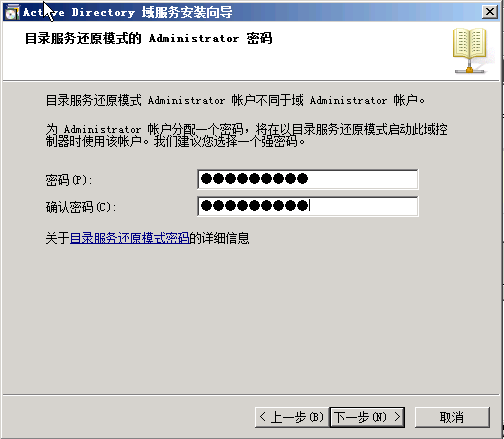 Active Directory 域服务安装向导
目录服务还原模式的 Administrator 密码
目录服务还原模式 Administrator 帐户不同于域 Administrator 帐户。
为 Administrator 帐户分配一个密码，将在以目录服务还原模式启动此域控
制器时使用该帐户。我们建议您选择一个强密码。
密码(P):
●●●●●●●●●
确认密码(C):
●●●●●●●●●
关于目录服务还原模式密码的详细信息
< 上一步(B) 下一步(N) > 取消